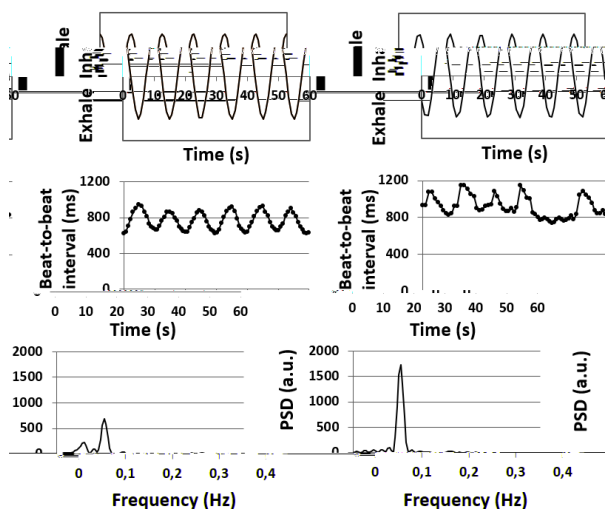 Exhale Inha
0 10 20 30 40 50 60
Time (s)
Exhale Inha
0 10 20 30 40 50 60
Time (s)
Beat-to-beat
interval (ms)
1200
800
400
0
0 10 20 30 40 50 60
Time (s)
Beat-to-beat
interval (ms)
1200
800
400
0
0 10 20 30 40 50 60
Time (s)
2000
1500
1000
500
0
0 0,1 0,2 0,3 0,4
Frequency (Hz)
PSD (a.u.)
2000
1500
1000
500
0
0 0,1 0,2 0,3 0,4
Frequency (Hz)
PSD (a.u.)